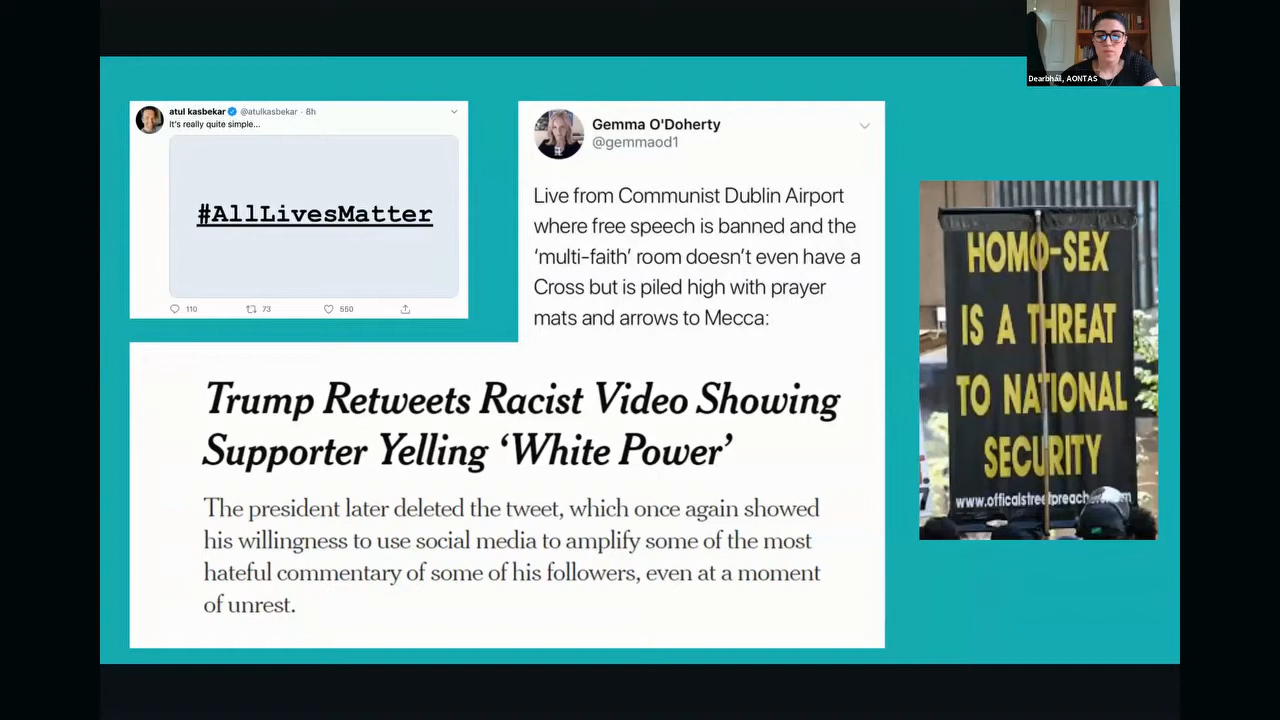 Dearbháil, AONTAS
atul kasbekar @atulkasbekar · 8h
It's really quite simple...
#AllLivesMatter
110 73 550
Gemma O'Doherty
@gemmaod1
Live from Communist Dublin Airport
where free speech is banned and the
‘multi-faith’ room doesn’t even have a
Cross but is piled high with prayer
mats and arrows to Mecca:
Trump Retweets Racist Video Showing
Supporter Yelling ‘White Power’
The president later deleted the tweet, which once again showed
his willingness to use social media to amplify some of the most
hateful commentary of some of his followers, even at a moment
of unrest.
HOMO-SEX
IS A THREAT
TO NATIONAL
SECURITY